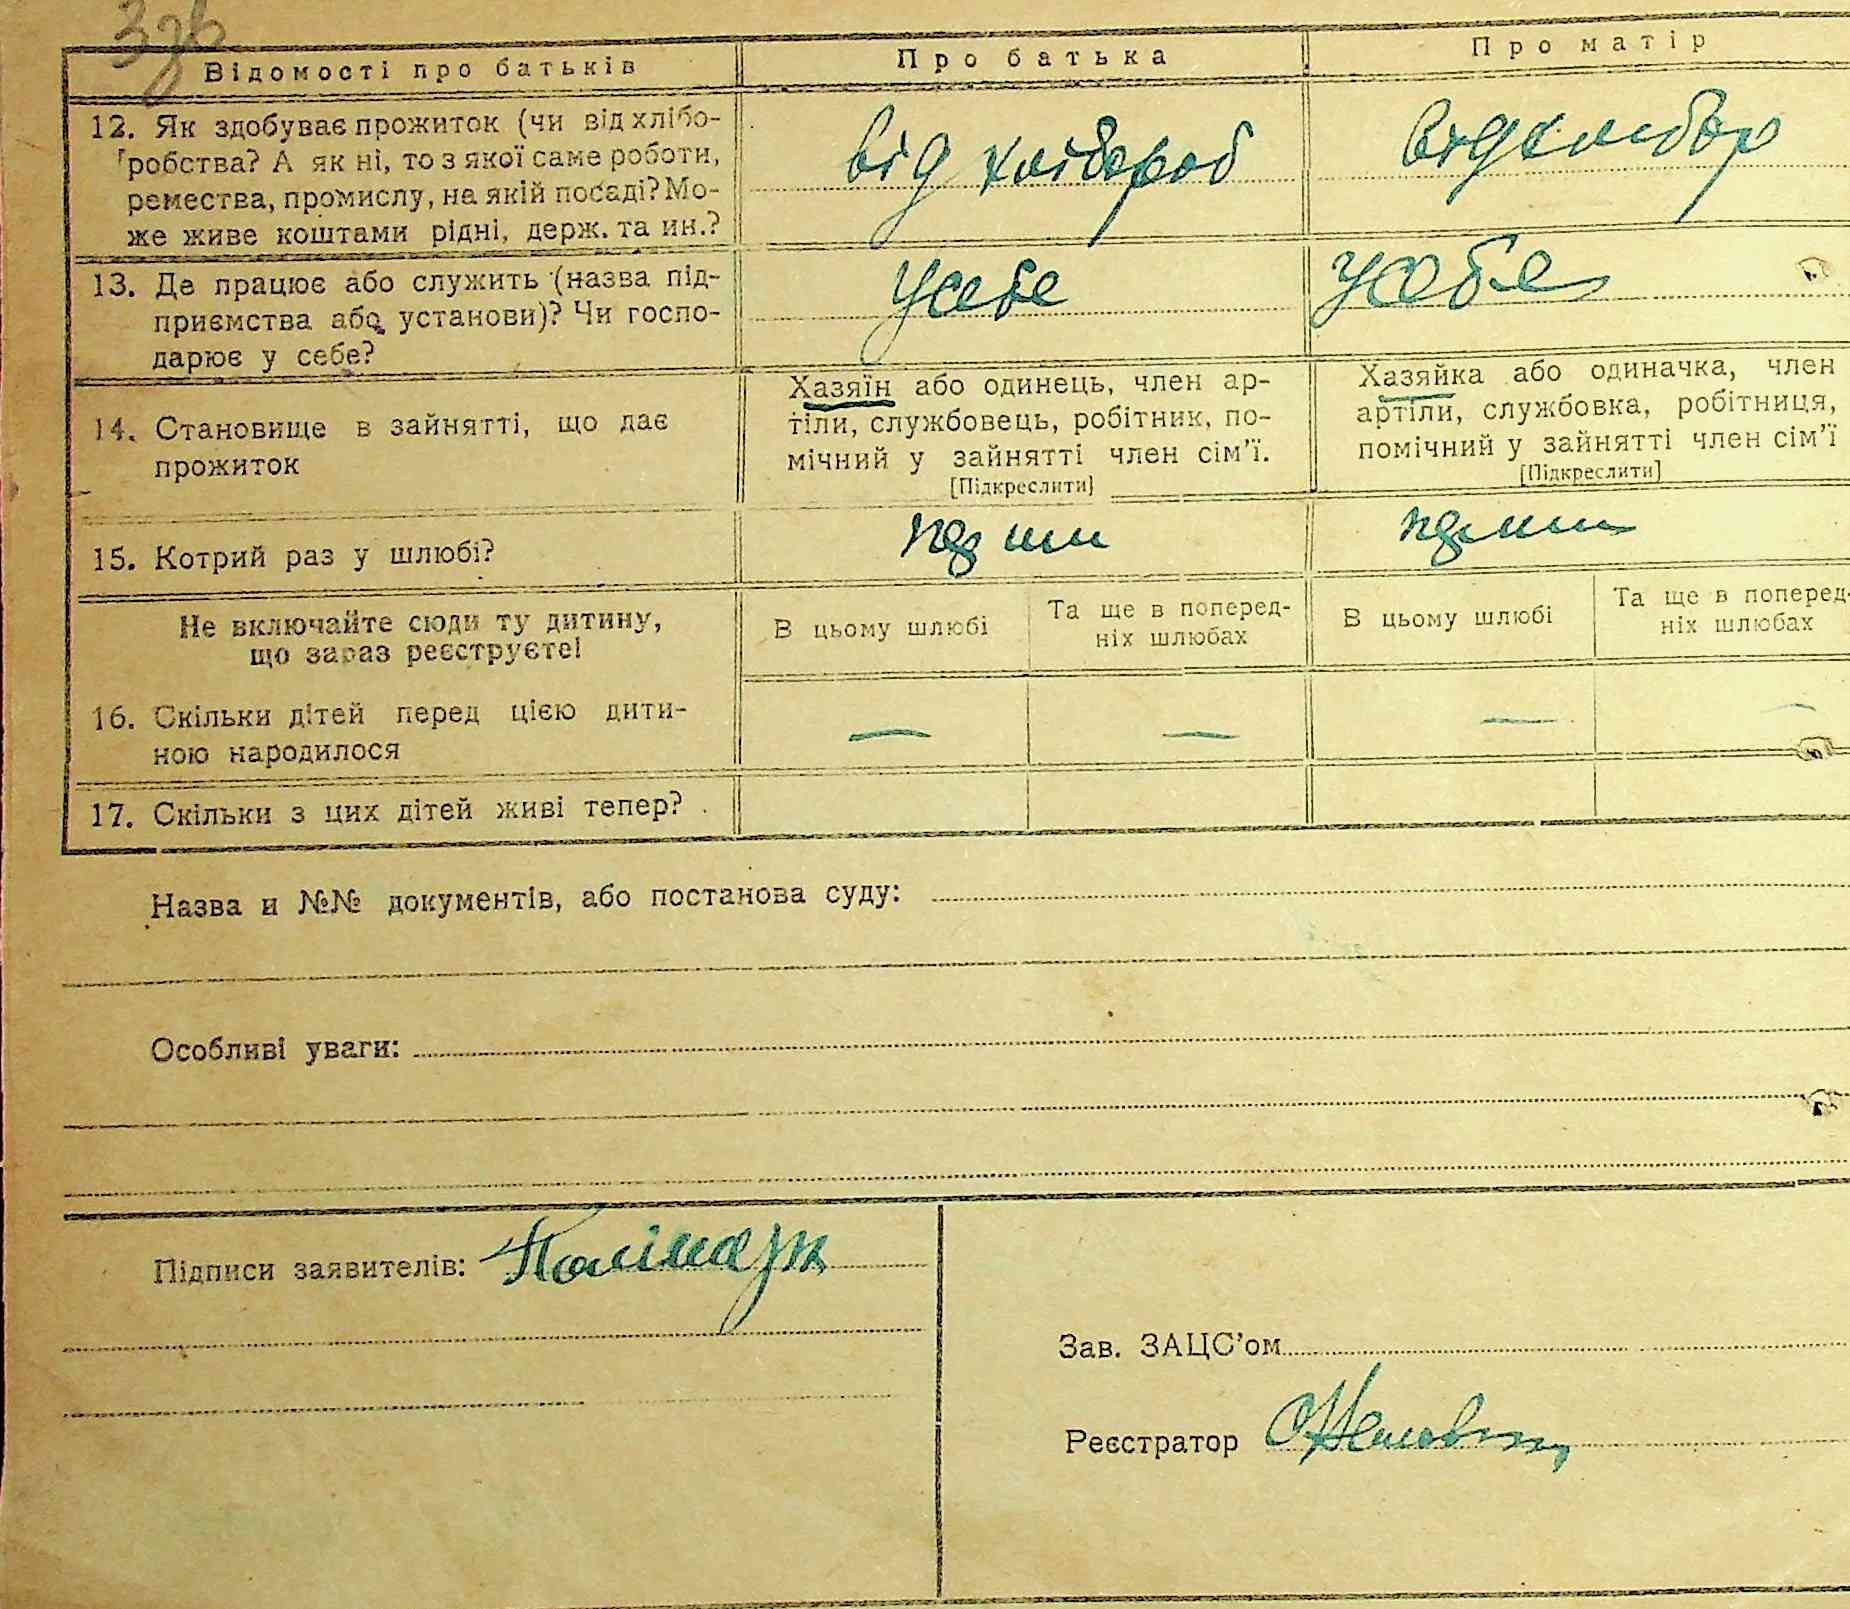 Відомості про батьків
Про батька
Про матір
12. Як здобуває прожиток (чи від хлібо-
робства? А як ні, то з якої саме роботи,
ремества, промислу, на якій посаді? Мо-
же живе коштами рідні, держ. та ин.?
від хлібороб
від хлибор
13. Де працює або служить (назва під-
приємства або установи)? Чи госпо-
дарює у себе?
усебе
усебе
14. Становище в зайнятті, що дає
прожиток
Хазяїн або одинець, член ар-
тіли, службовець, робітник, по-
мічний у зайнятті член сім'ї.
[Підкреслити]
Хазяйка або одиначка, член
артіли, службовка, робітниця,
помічний у зайнятті член сім'ї
[Підкреслити]
15. Котрий раз у шлюбі?
Не включайте сюди ту дитину,
що зараз реєструєте!
В цьому шлюбі
Та ще в поперед-
ніх шлюбах
В цьому шлюбі
Та ще в поперед-
ніх шлюбах
16. Скільки дітей перед цією дити-
ною народилося
— — — —
17. Скільки з цих дітей живі тепер?
Назва и №№ документів, або постанова суду:
Особливі уваги:
Підписи заявителів:
Зав. ЗАЦС'ом
Реєстратор